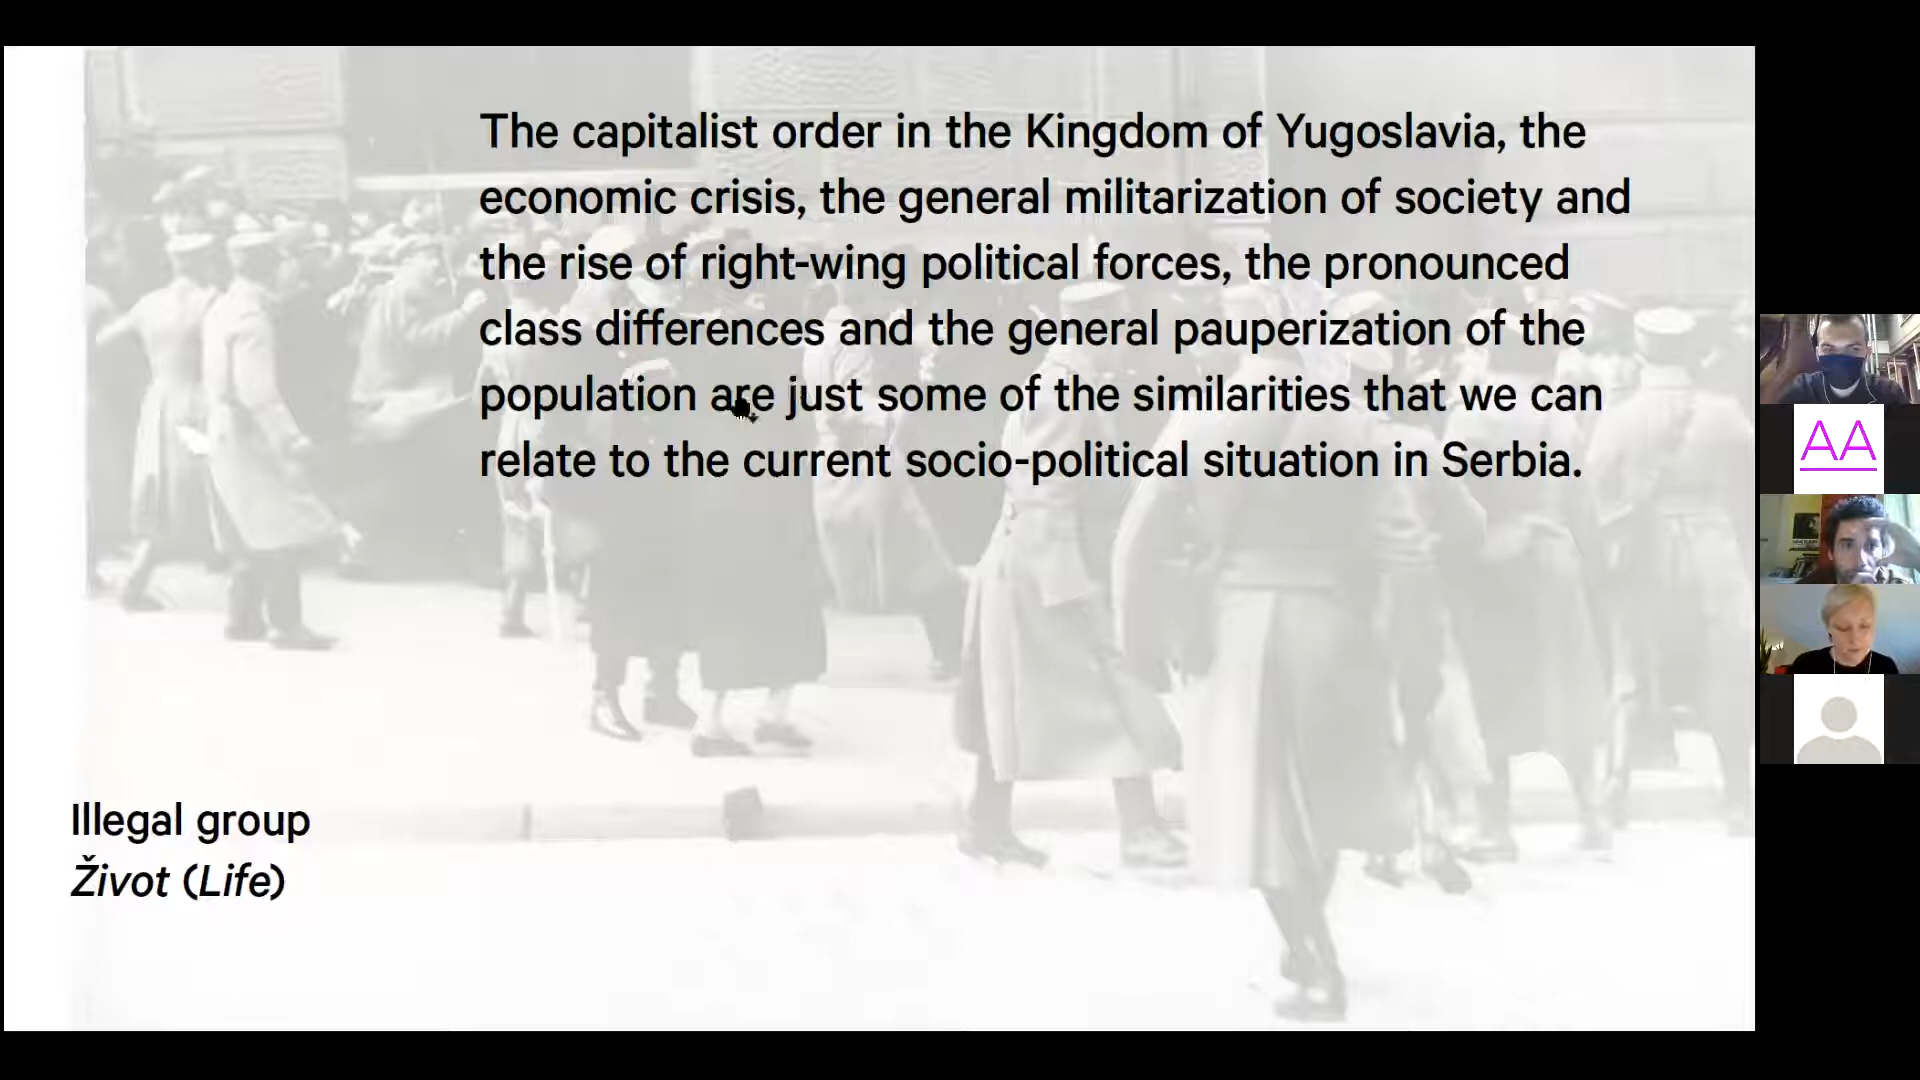 The capitalist order in the Kingdom of Yugoslavia, the
economic crisis, the general militarization of society and
the rise of right-wing political forces, the pronounced
class differences and the general pauperization of the
population are just some of the similarities that we can
relate to the current socio-political situation in Serbia.
Illegal group
Život (Life)
AA